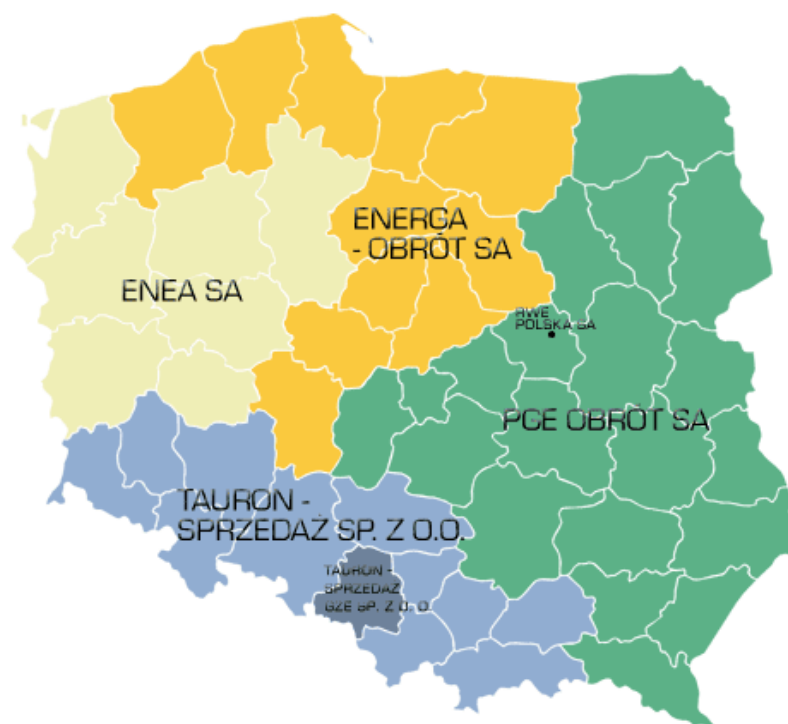 ENERGA
- OBRÓT SA
ENEA SA
RWE
POLSKA SA
PGE OBRÓT SA
TAURON -
SPRZEDAŻ SP. Z O.O.
TAURON -
SPRZEDAŻ
GZE SP. Z O. O.